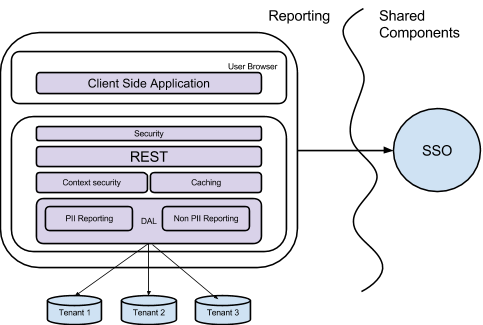 Reporting
Shared
Components
User Browser
Client Side Application
Security
REST
Context security
Caching
PII Reporting
DAL
Non PII Reporting
SSO
Tenant 1
Tenant 2
Tenant 3